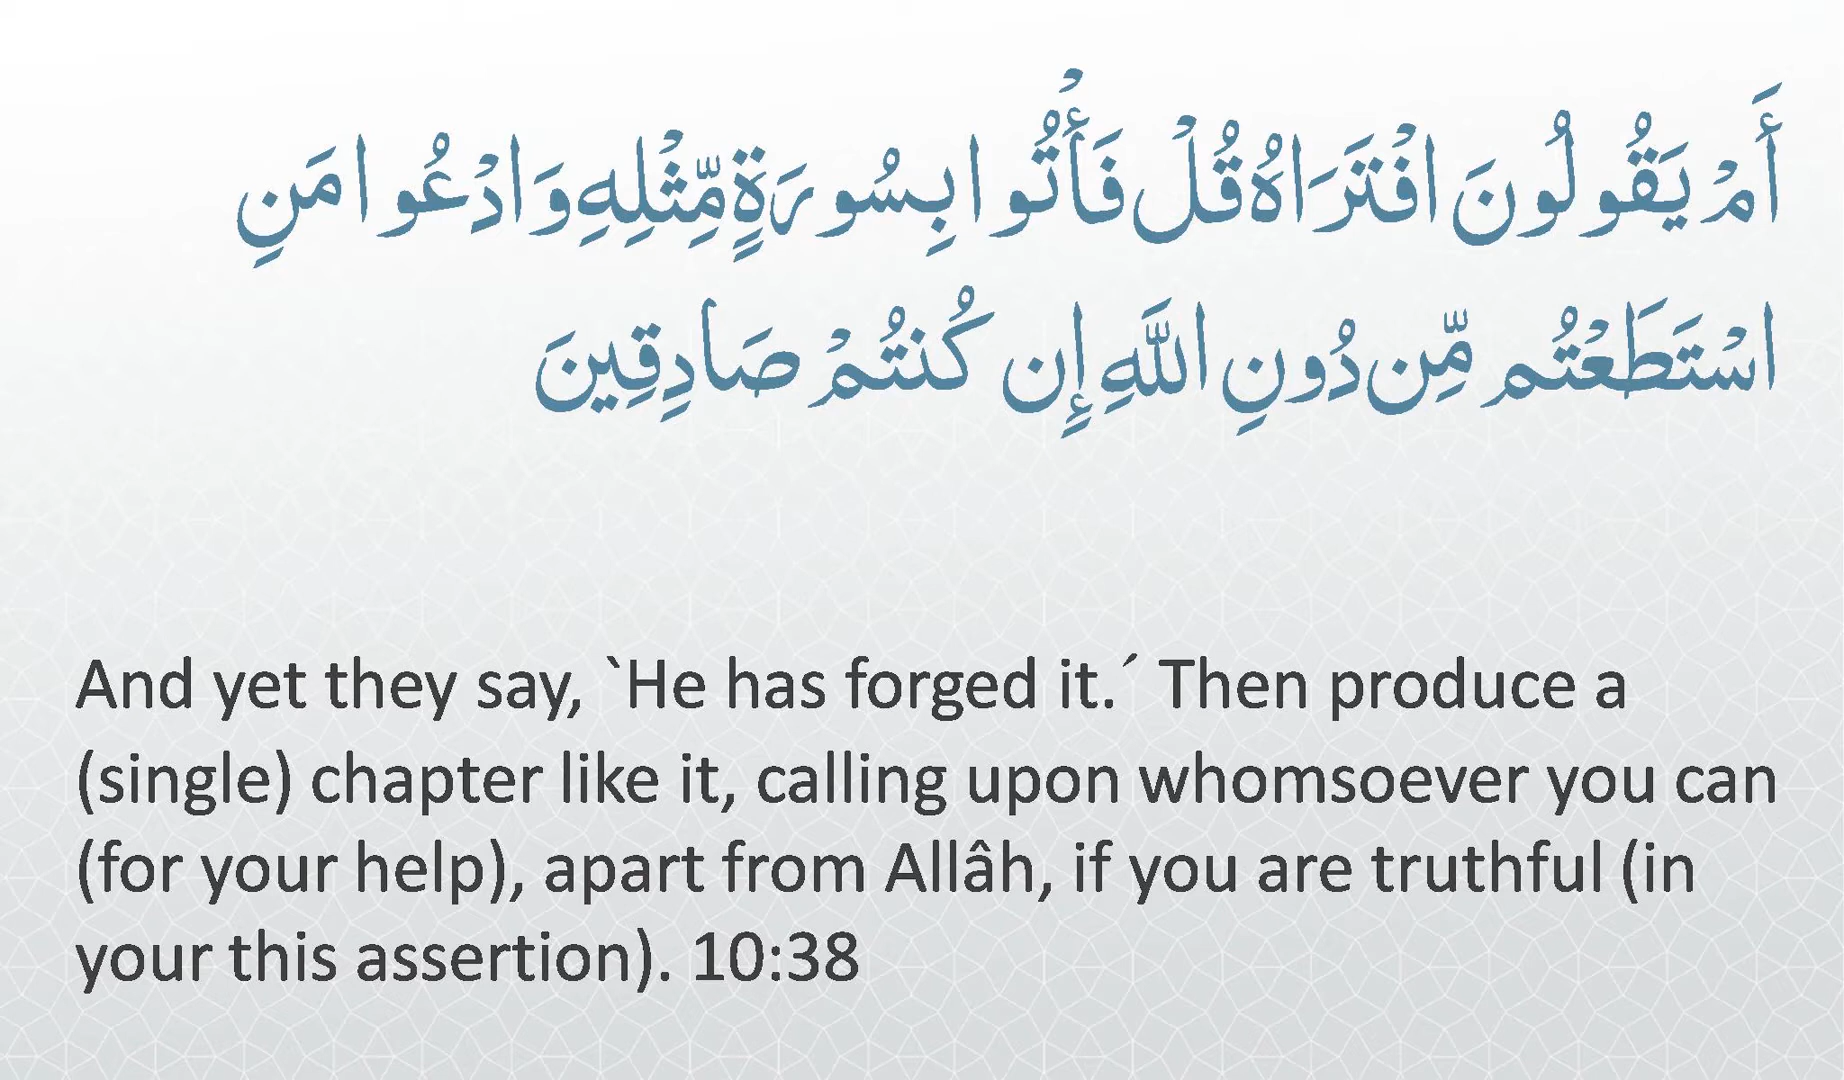 أَمْ يَقُولُونَ افْتَرَاهُ قُلْ فَأْتُوا بِسُورَةٍ مِّثْلِهِ وَادْعُوا مَنِ
اسْتَطَعْتُم مِّن دُونِ اللَّهِ إِن كُنتُمْ صَادِقِينَ
And yet they say, `He has forged it.´ Then produce a
(single) chapter like it, calling upon whomsoever you can
(for your help), apart from Allâh, if you are truthful (in
your this assertion). 10:38